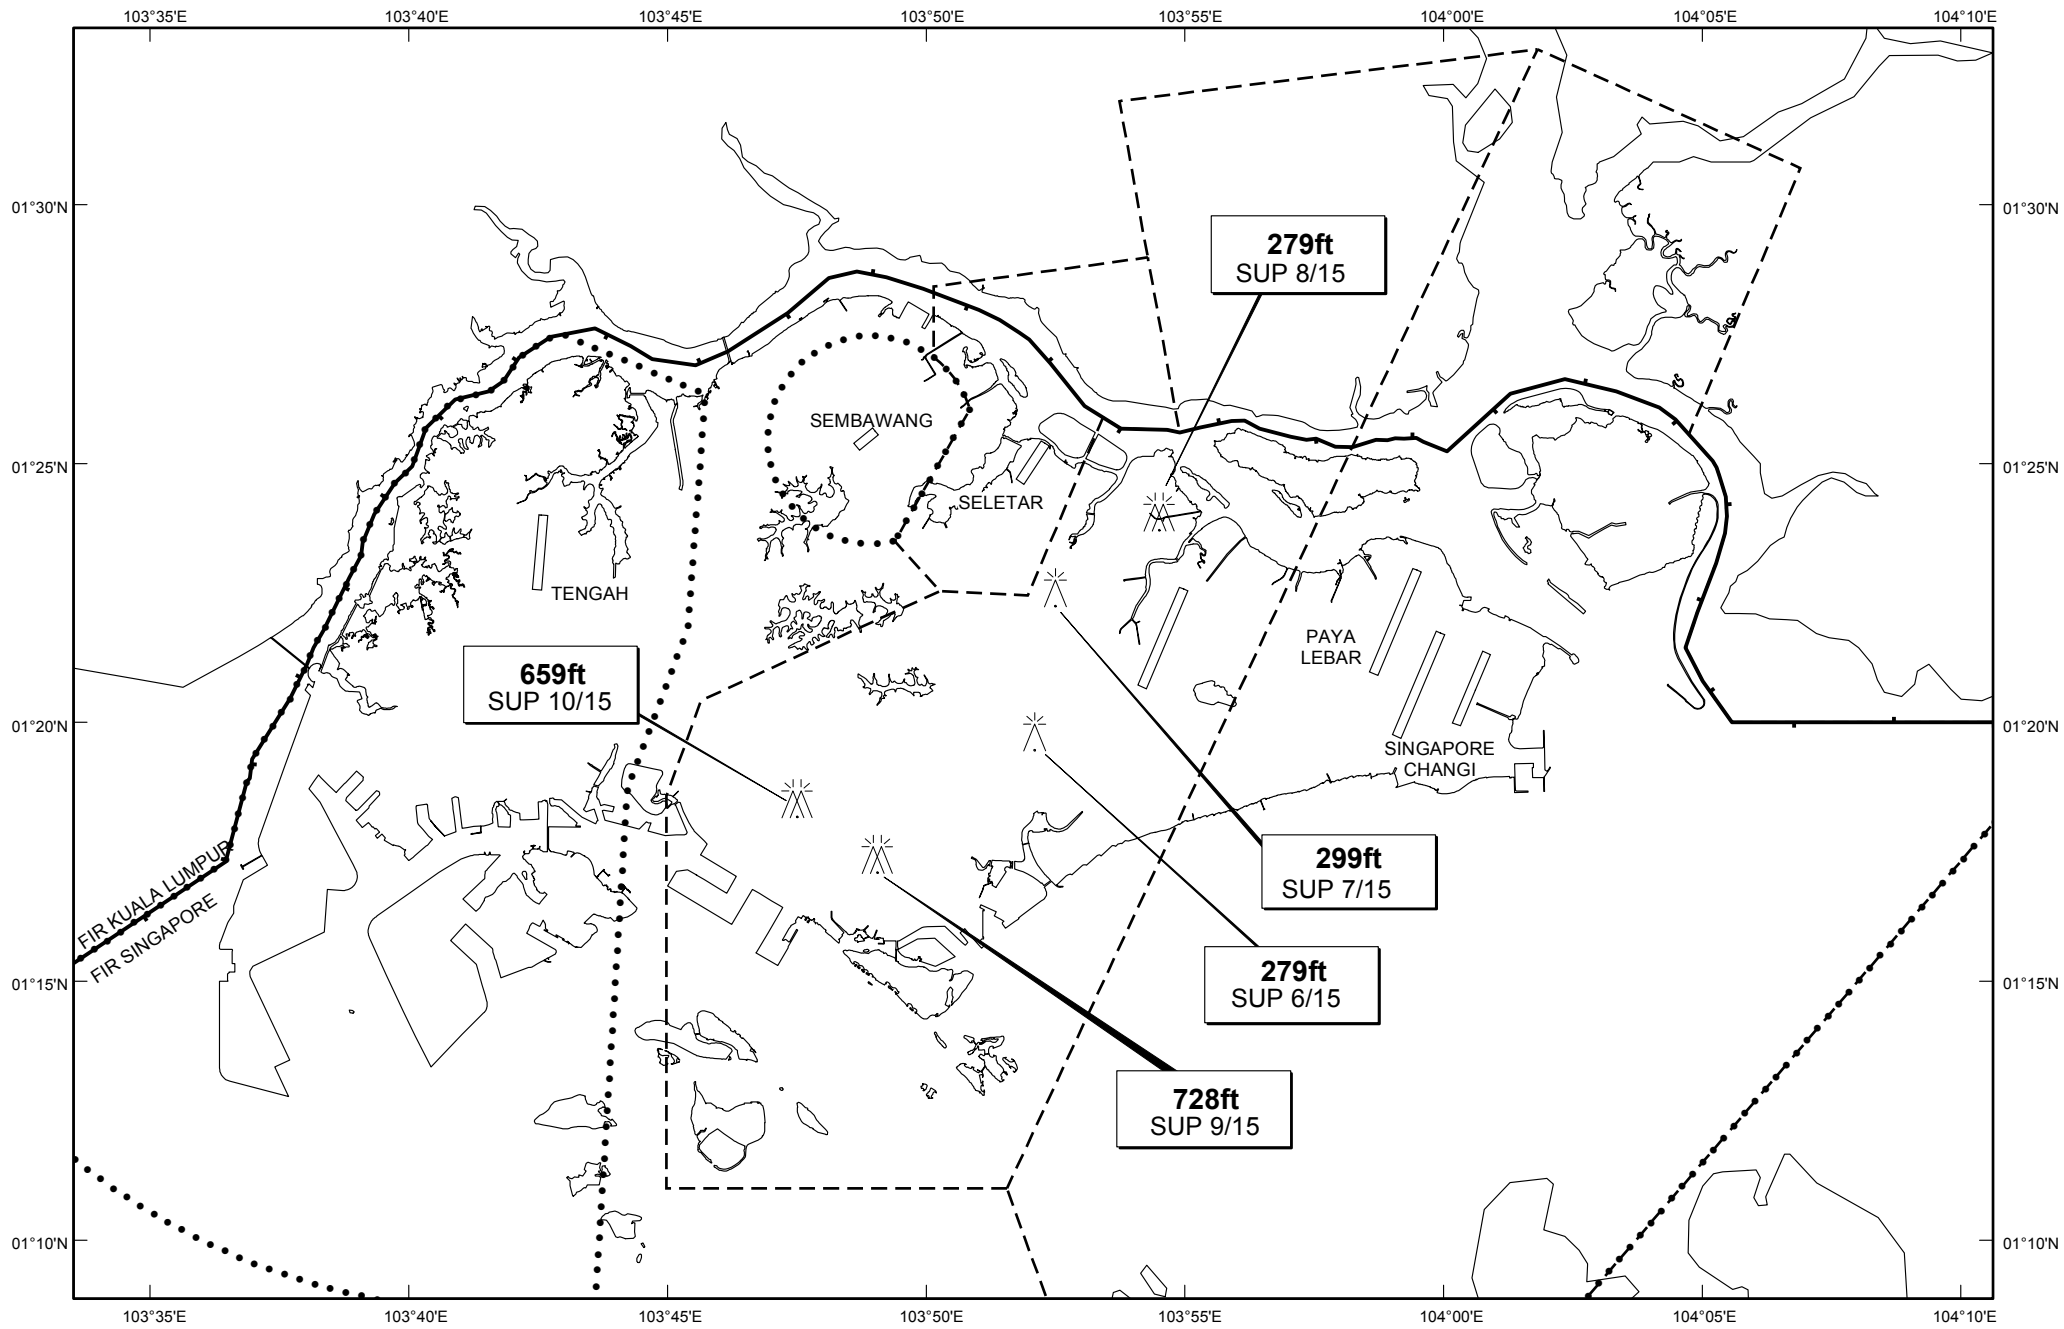 103°35'E
103°40'E
103°45'E
103°50'E
103°55'E
104°00'E
104°05'E
104°10'E
01°30'N
01°30'N
279ft
SUP 8/15
SEMBAWANG
01°25'N
01°25'N
SELETAR
TENGAH
PAYA
LEBAR
659ft
SUP 10/15
01°20'N
01°20'N
SINGAPORE
CHANGI
FIR KUALA LUMPUR
FIR SINGAPORE
299ft
SUP 7/15
279ft
SUP 6/15
01°15'N
01°15'N
728ft
SUP 9/15
01°10'N
01°10'N
103°35'E
103°40'E
103°45'E
103°50'E
103°55'E
104°00'E
104°05'E
104°10'E